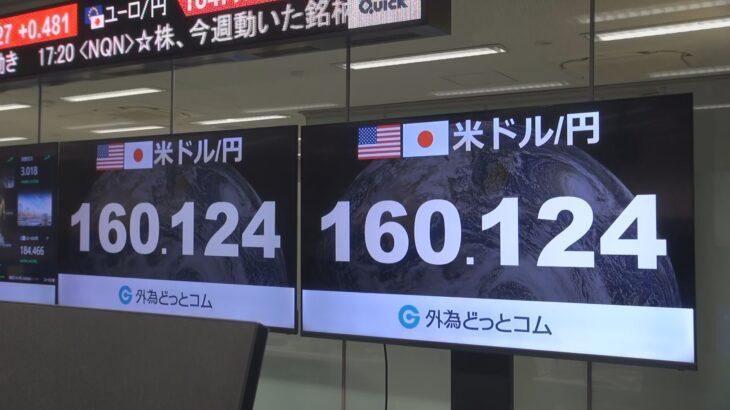 27 +0.481
ユーロ/円
QUICK
働き 17:20 <NQN>☆株、今週動いた銘柄
米ドル/円
160.124
外為どっとコム
米ドル/円
160.124
外為どっとコム
3.018
184.466